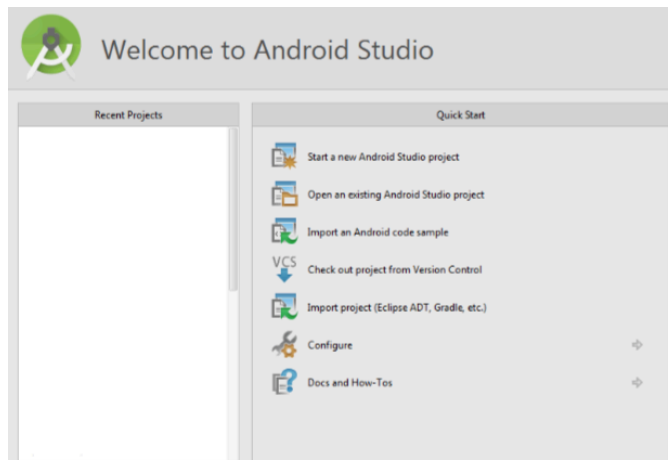 Welcome to Android Studio
Recent Projects
Quick Start
Start a new Android Studio project
Open an existing Android Studio project
Import an Android code sample
VCS
Check out project from Version Control
Import project (Eclipse ADT, Gradle, etc.)
Configure
Docs and How-Tos